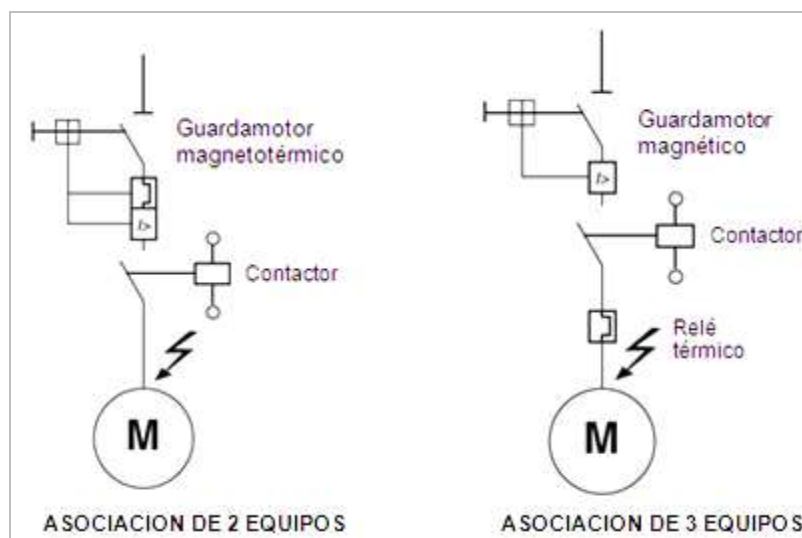 Guardamotor
magnetotérmico
I>
Contactor
M
ASOCIACION DE 2 EQUIPOS
Guardamotor
magnético
I>
Contactor
Relé
térmico
M
ASOCIACION DE 3 EQUIPOS